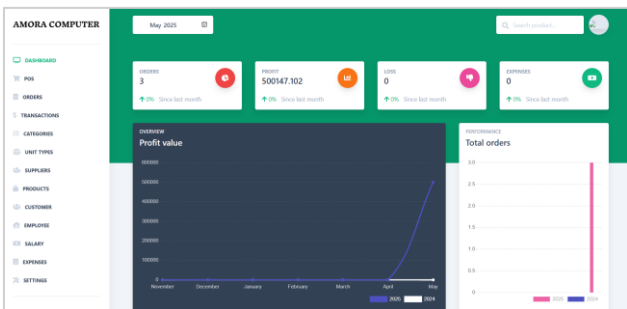 AMORA COMPUTER
May 2025
Search product...
DASHBOARD
POS
ORDERS
TRANSACTIONS
CATEGORIES
UNIT TYPES
SUPPLIERS
PRODUCTS
CUSTOMER
EMPLOYEE
SALARY
EXPENSES
SETTINGS
ORDERS
3
0% Since last month
PROFIT
500147.102
0% Since last month
LOSS
0
0% Since last month
EXPENSES
0
0% Since last month
OVERVIEW
Profit value
600000
500000
400000
300000
200000
100000
0
November December January February March April May
2025 2024
PERFORMANCE
Total orders
3.0
2.5
2.0
1.5
1.0
0.5
0
2025 2024